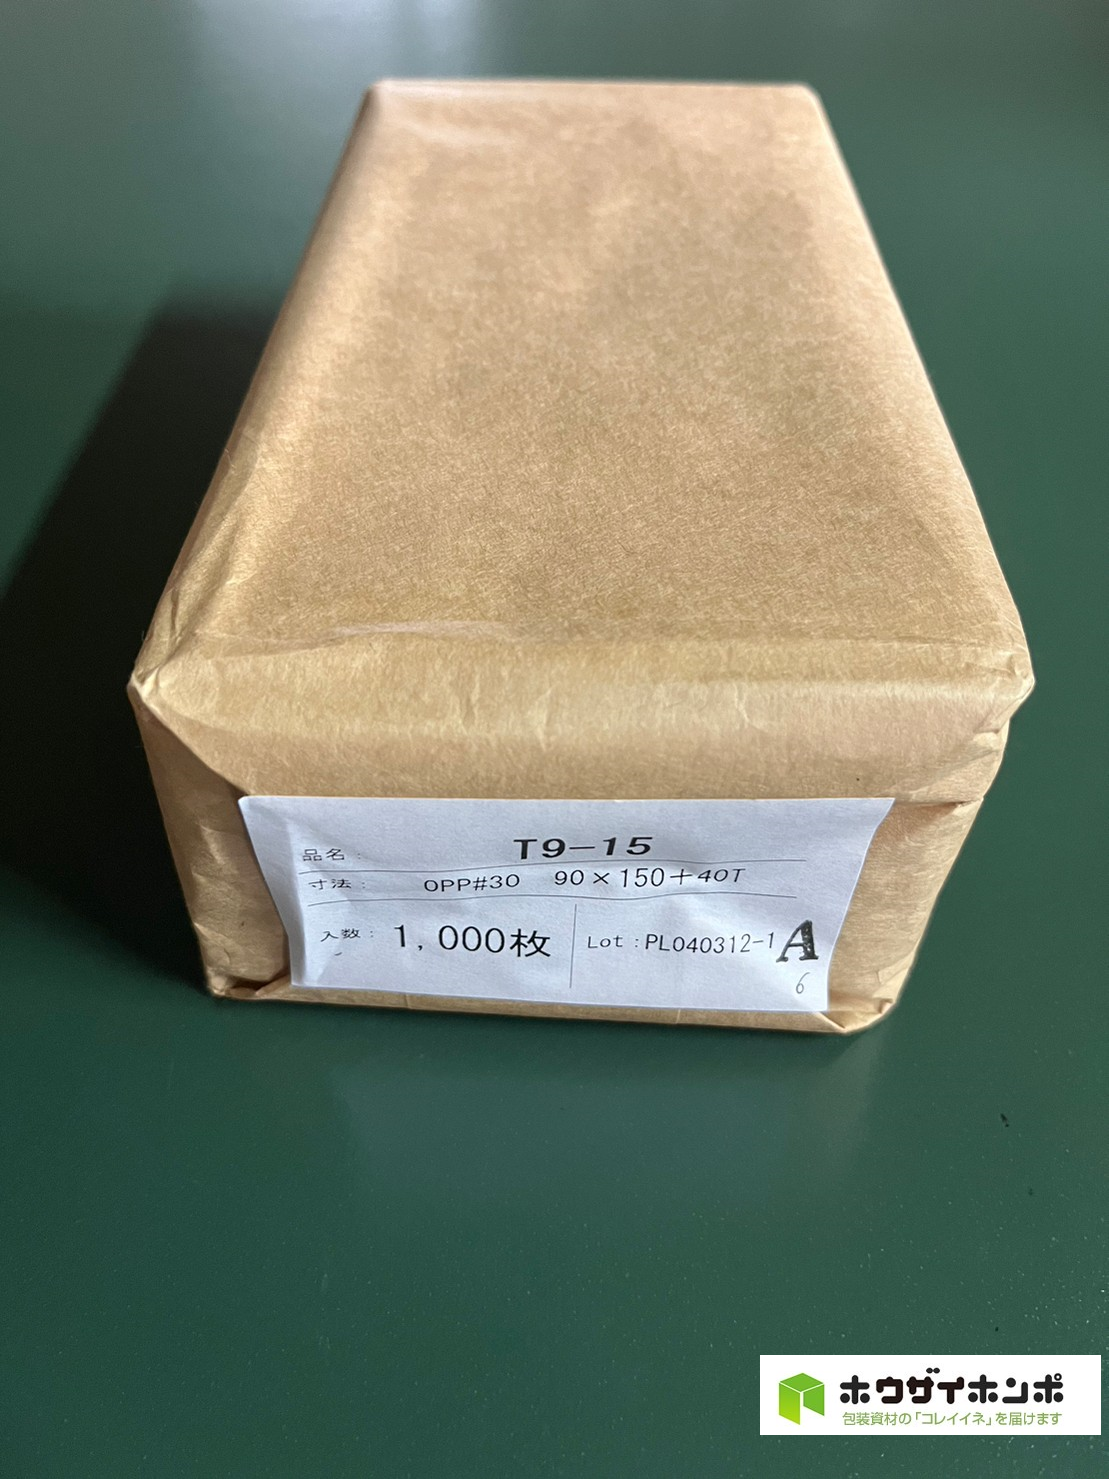 品名： T9-15
寸法： OPP#30 90×150+40T
入数： 1,000枚 Lot：PL040312-1 A
6
ホウザイホンポ
包装資材の「コレイイネ」を届けます